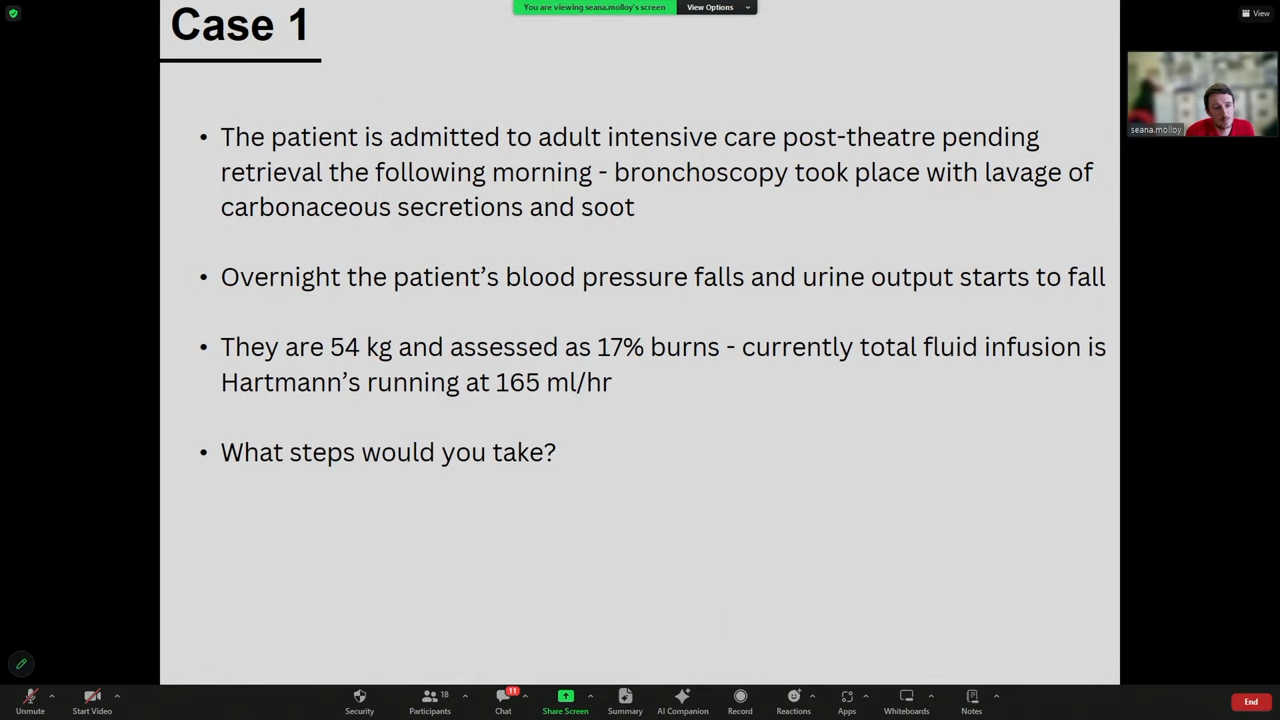 Case 1
You are viewing seana.molloy's screen
View Options
View
• The patient is admitted to adult intensive care post-theatre pending
retrieval the following morning - bronchoscopy took place with lavage of
carbonaceous secretions and soot
• Overnight the patient’s blood pressure falls and urine output starts to fall
• They are 54 kg and assessed as 17% burns - currently total fluid infusion is
Hartmann’s running at 165 ml/hr
• What steps would you take?
seana.molloy
Unmute
Start Video
Security
Participants
18
Chat
11
Share Screen
Summary
AI Companion
Record
Reactions
Apps
Whiteboards
Notes
End